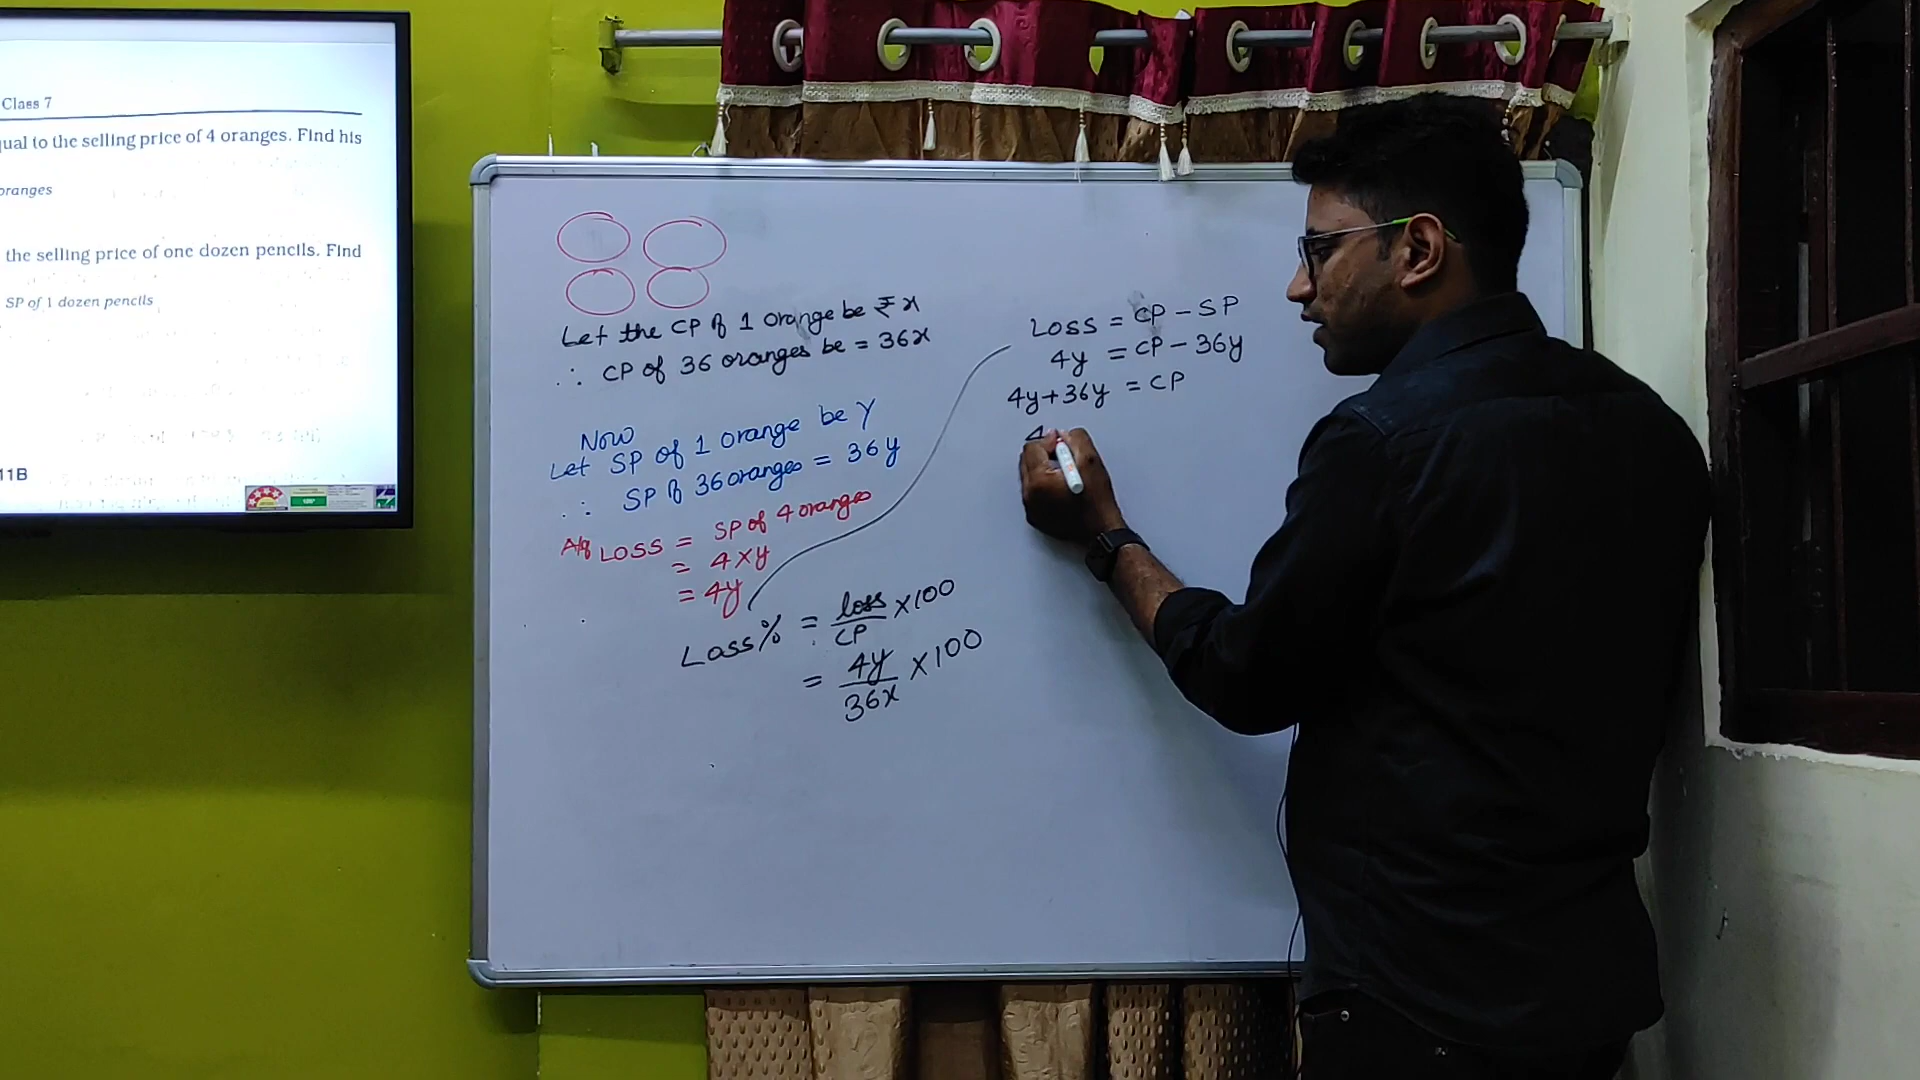 Class 7
qual to the selling price of 4 oranges. Find his
oranges
the selling price of one dozen pencils. Find
SP of 1 dozen pencils
11B
Let the CP of 1 orange be ₹ x
∴ CP of 36 oranges be = 36x
Now
Let SP of 1 orange be Y
∴ SP of 36 oranges = 36y
A/q LOSS = SP of 4 oranges
= 4×y
= 4y
Loss% = loss/CP ×100
= 4y/36x ×100
Loss = CP - SP
4y = CP - 36y
4y+36y = CP
4